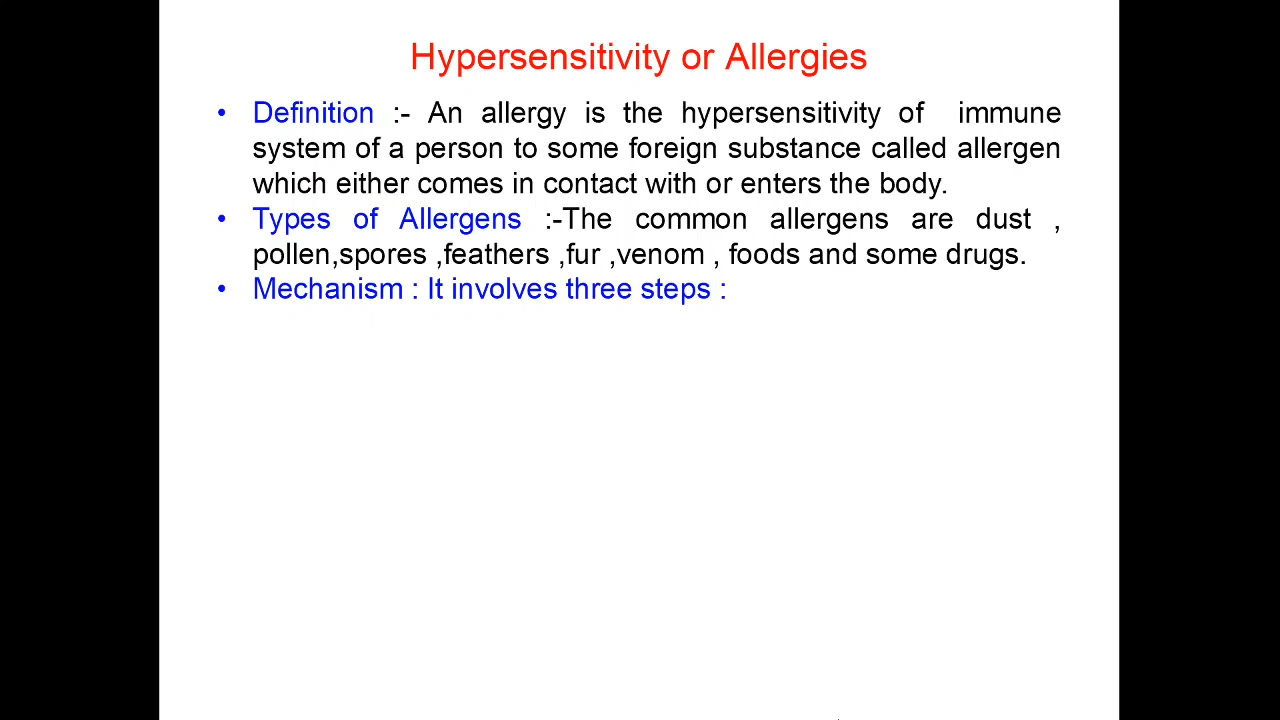 Hypersensitivity or Allergies
• Definition :- An allergy is the hypersensitivity of immune
system of a person to some foreign substance called allergen
which either comes in contact with or enters the body.
• Types of Allergens :-The common allergens are dust ,
pollen,spores ,feathers ,fur ,venom , foods and some drugs.
• Mechanism : It involves three steps :